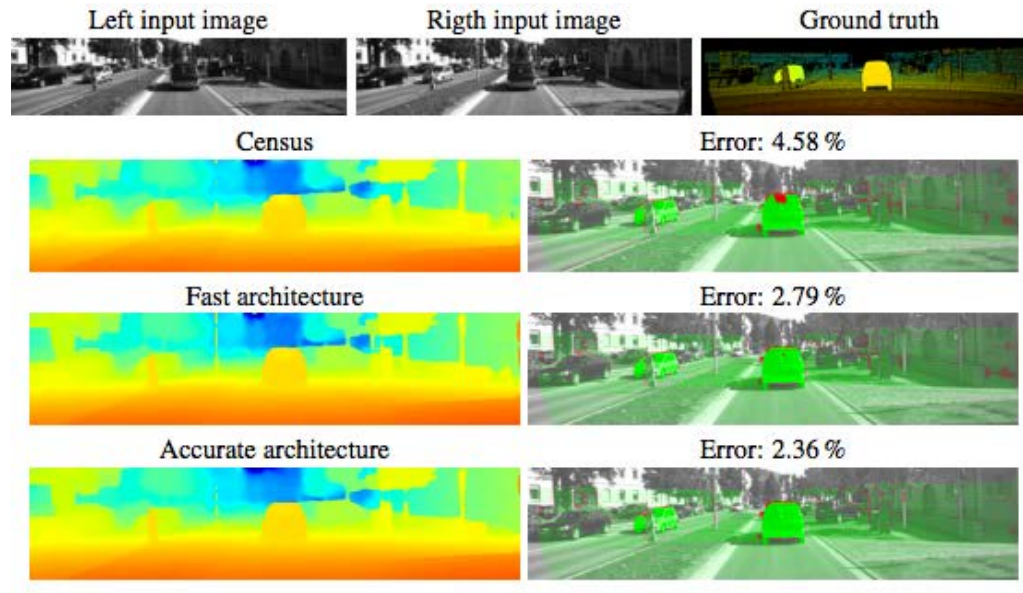 Left input image
Rigth input image
Ground truth
Census
Error: 4.58 %
Fast architecture
Error: 2.79 %
Accurate architecture
Error: 2.36 %